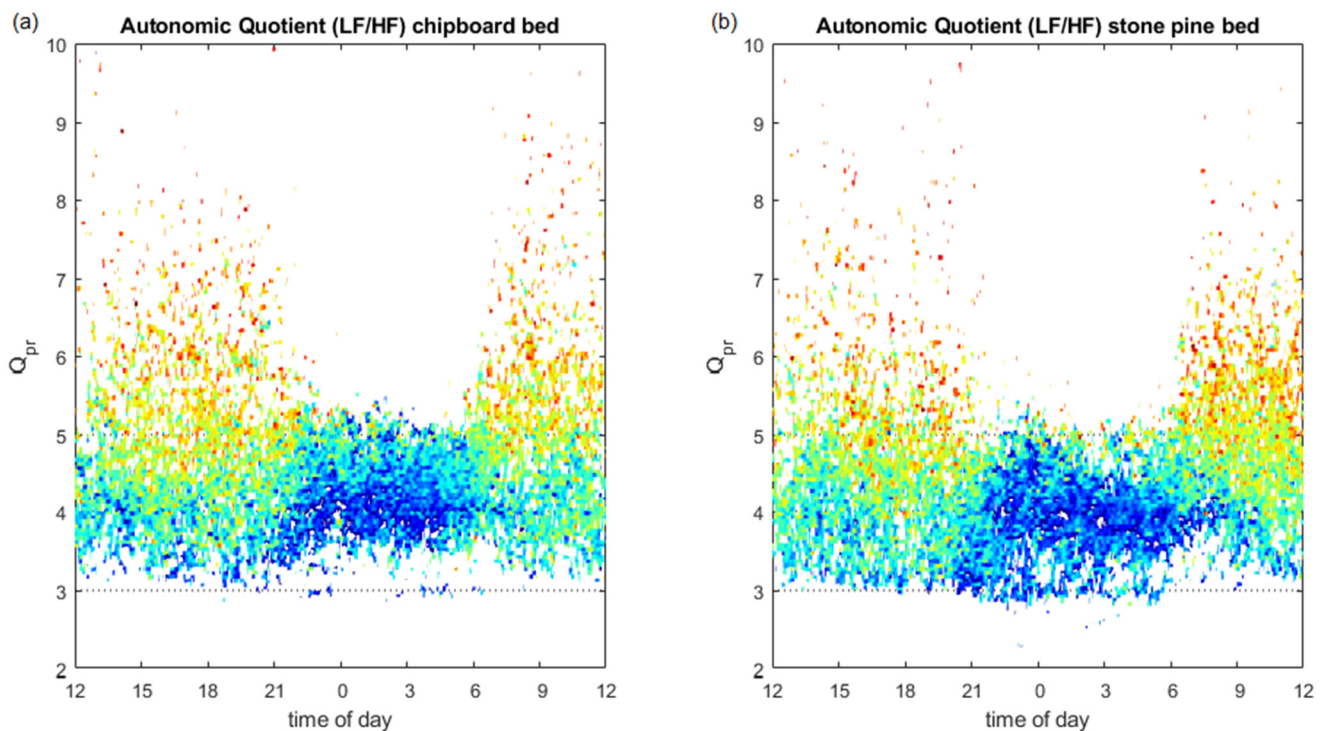 (a) Autonomic Quotient (LF/HF) chipboard bed
10
9
8
7
6
5
4
3
2
Qpr
12 15 18 21 0 3 6 9 12
time of day
(b) Autonomic Quotient (LF/HF) stone pine bed
10
9
8
7
6
5
4
3
2
Qpr
12 15 18 21 0 3 6 9 12
time of day